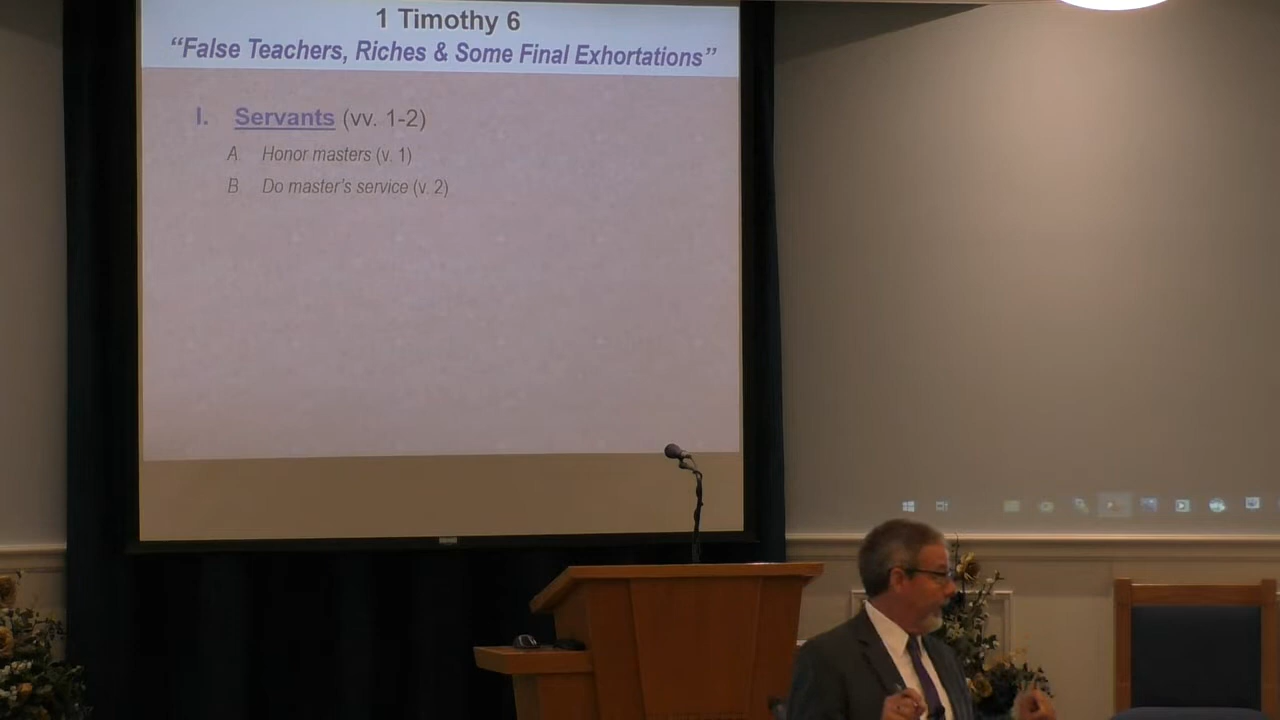 1 Timothy 6
“False Teachers, Riches & Some Final Exhortations”
I. Servants (vv. 1-2)
A Honor masters (v. 1)
B Do master's service (v. 2)